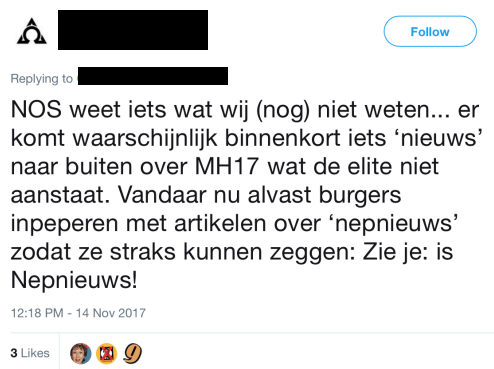 Follow
Replying to
NOS weet iets wat wij (nog) niet weten... er
komt waarschijnlijk binnenkort iets ‘nieuws’
naar buiten over MH17 wat de elite niet
aanstaat. Vandaar nu alvast burgers
inpeperen met artikelen over ‘nepnieuws’
zodat ze straks kunnen zeggen: Zie je: is
Nepnieuws!
12:18 PM - 14 Nov 2017
3 Likes